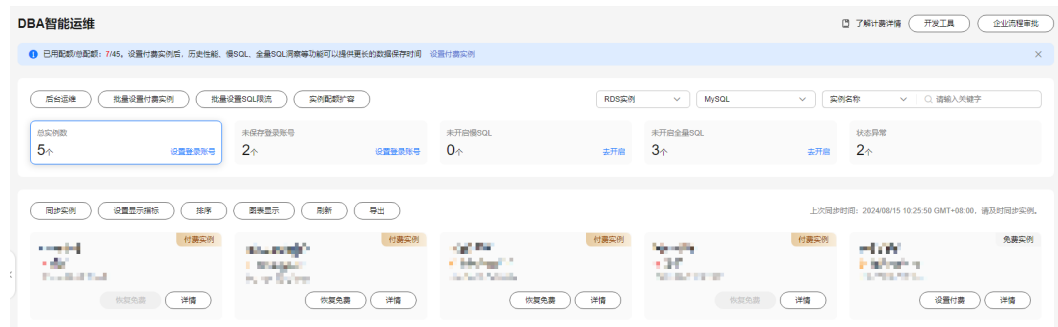 DBA智能运维
了解计费详情 开发工具 企业流程审批
已用配额/总配额：7/45。设置付费实例后，历史性能、慢SQL、全量SQL洞察等功能可以提供更长的数据保存时间 设置付费实例
后台运维 批量设置付费实例 批量设置SQL限流 实例配额扩容 RDS实例 MySQL 实例名称 请输入关键字
总实例数 未保存登录账号 未开启慢SQL 未开启全量SQL 状态异常
5个 设置登录账号 2个 设置登录账号 0个 去开启 3个 去开启 2个
同步实例 设置显示指标 排序 图表显示 刷新 导出 上次同步时间：2024/08/15 10:25:50 GMT+08:00，请及时同步实例。
付费实例 付费实例 付费实例 付费实例 免费实例
恢复免费 详情 恢复免费 详情 恢复免费 详情 恢复免费 详情 设置付费 详情